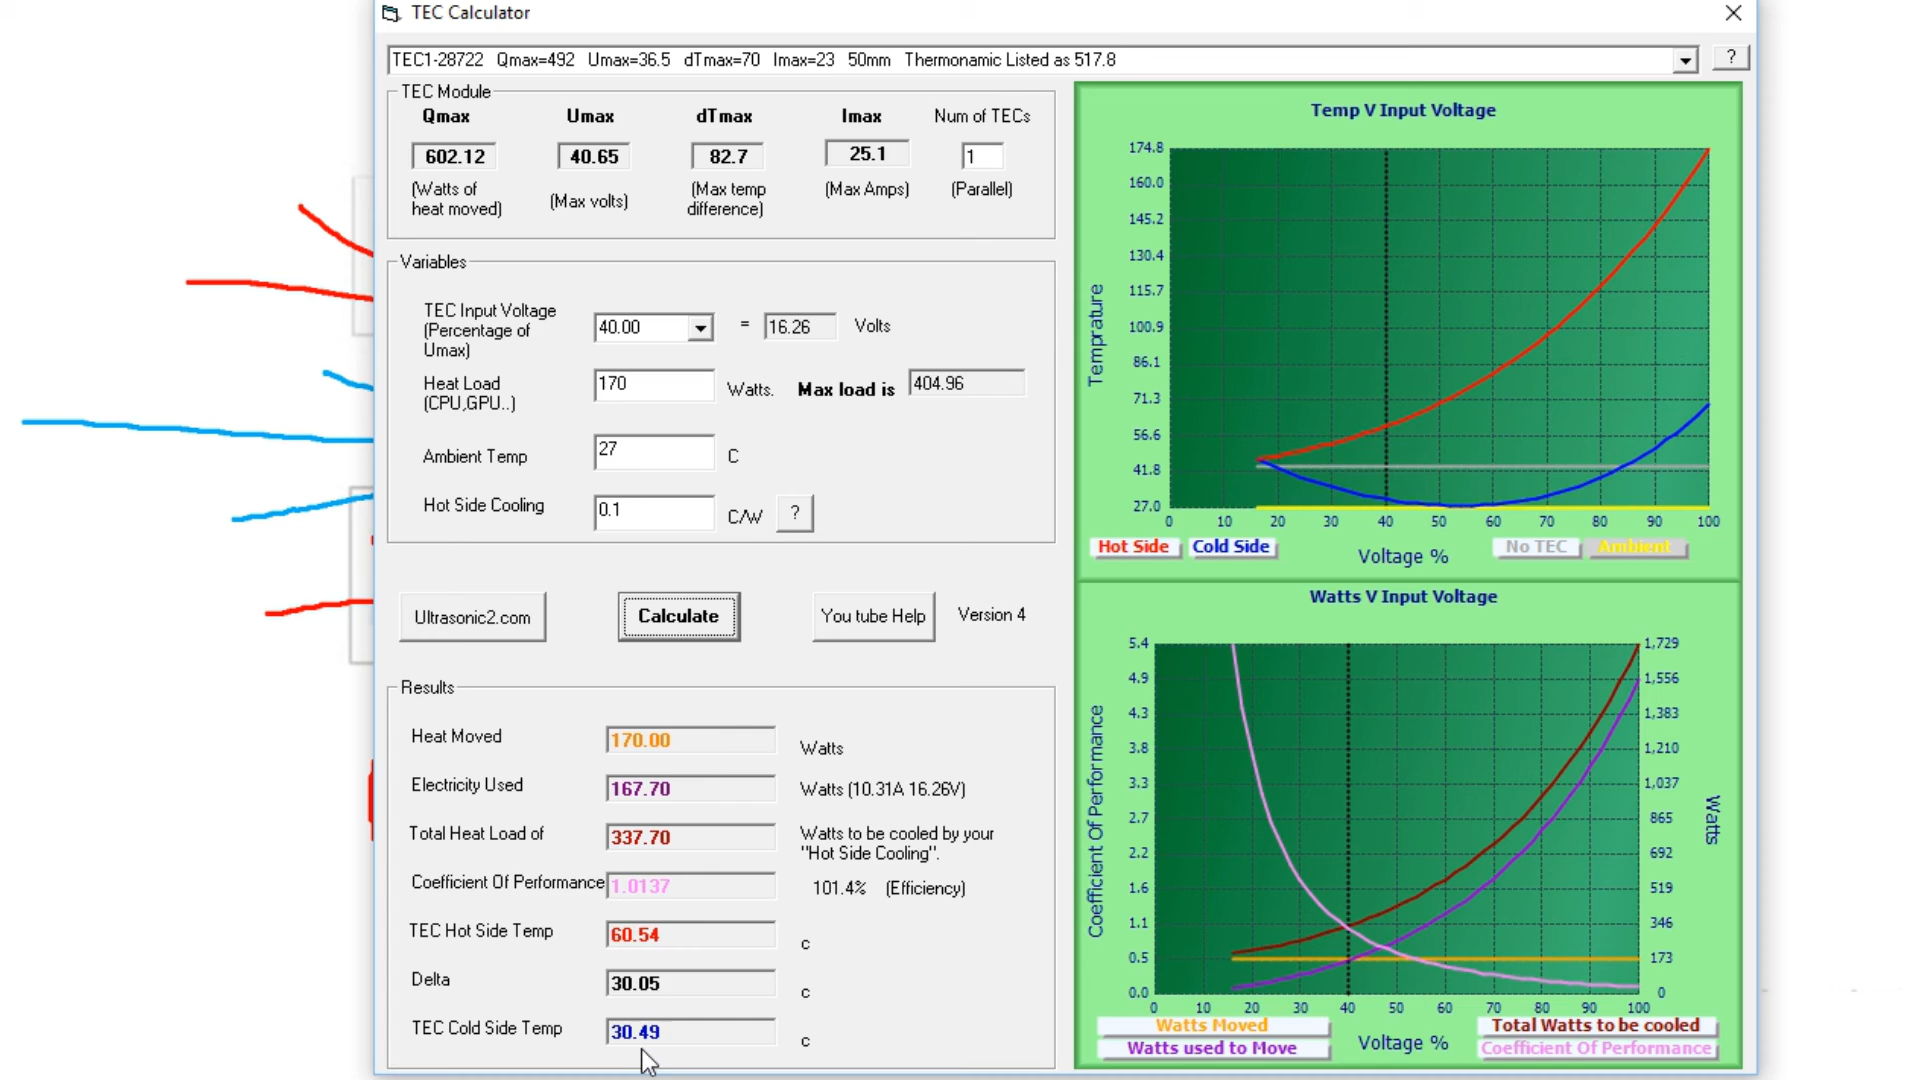 TEC Calculator
TEC1-28722 Qmax=492 Umax=36.5 dTmax=70 Imax=23 50mm Thermonamic Listed as 517.8
?
TEC Module
Qmax Umax dTmax Imax Num of TECs
602.12 40.65 82.7 25.1 1
(Watts of heat moved) (Max volts) (Max temp difference) (Max Amps) (Parallel)
Variables
TEC Input Voltage
(Percentage of
Umax)
40.00 = 16.26 Volts
Heat Load
(CPU,GPU..)
170 Watts. Max load is 404.96
Ambient Temp 27 C
Hot Side Cooling 0.1 C/W ?
Ultrasonic2.com Calculate You tube Help Version 4
Results
Heat Moved 170.00 Watts
Electricity Used 167.70 Watts (10.31A 16.26V)
Total Heat Load of 337.70 Watts to be cooled by your
"Hot Side Cooling".
Coefficient Of Performance 1.0137 101.4% (Efficiency)
TEC Hot Side Temp 60.54 c
Delta 30.05 c
TEC Cold Side Temp 30.49 c
Temp V Input Voltage
Temprature
174.8
160.0
145.2
130.4
115.7
100.9
86.1
71.3
56.6
41.8
27.0
0 10 20 30 40 50 60 70 80 90 100
Hot Side Cold Side Voltage % No TEC Ambient
Watts V Input Voltage
Coefficient Of Performance
5.4 1,729
4.9 1,556
4.3 1,383
3.8 1,210
3.3 1,037
2.7 865
2.2 692
1.6 519
1.1 346
0.5 173
0.0 0
Watts
0 10 20 30 40 50 60 70 80 90 100
Watts Moved Voltage % Total Watts to be cooled
Watts used to Move Coefficient Of Performance